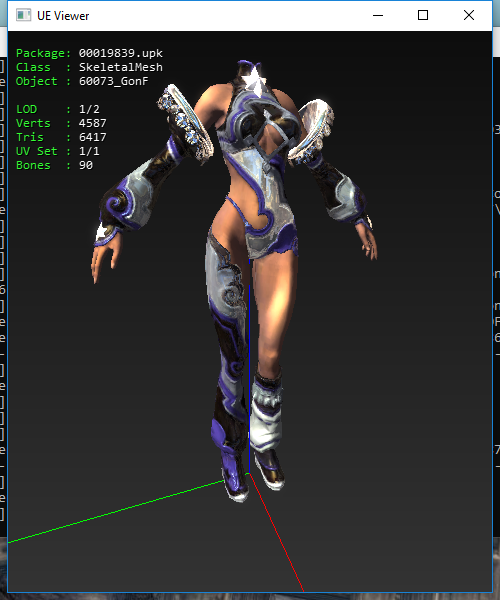 UE Viewer
Package: 00019839.upk
Class  : SkeletalMesh
Object : 60073_GonF
LOD    : 1/2
Verts  : 4587
Tris   : 6417
UV Set : 1/1
Bones  : 90